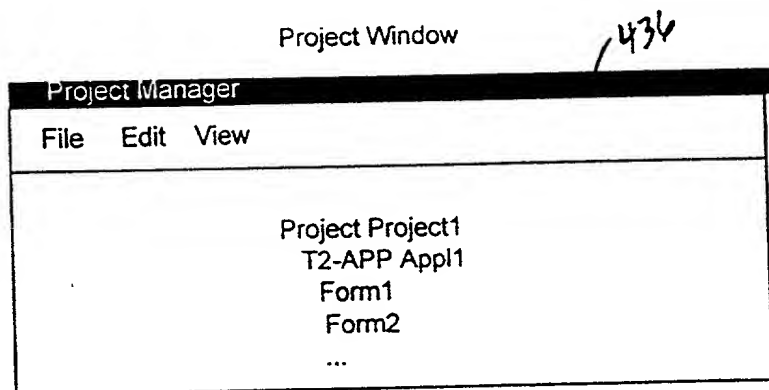 Project Window
436
Project Manager
File Edit View
Project Project1
T2-APP Appl1
Form1
Form2
...